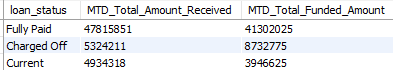 loan_status MTD_Total_Amount_Received MTD_Total_Funded_Amount
Fully Paid 47815851 41302025
Charged Off 5324211 8732775
Current 4934318 3946625